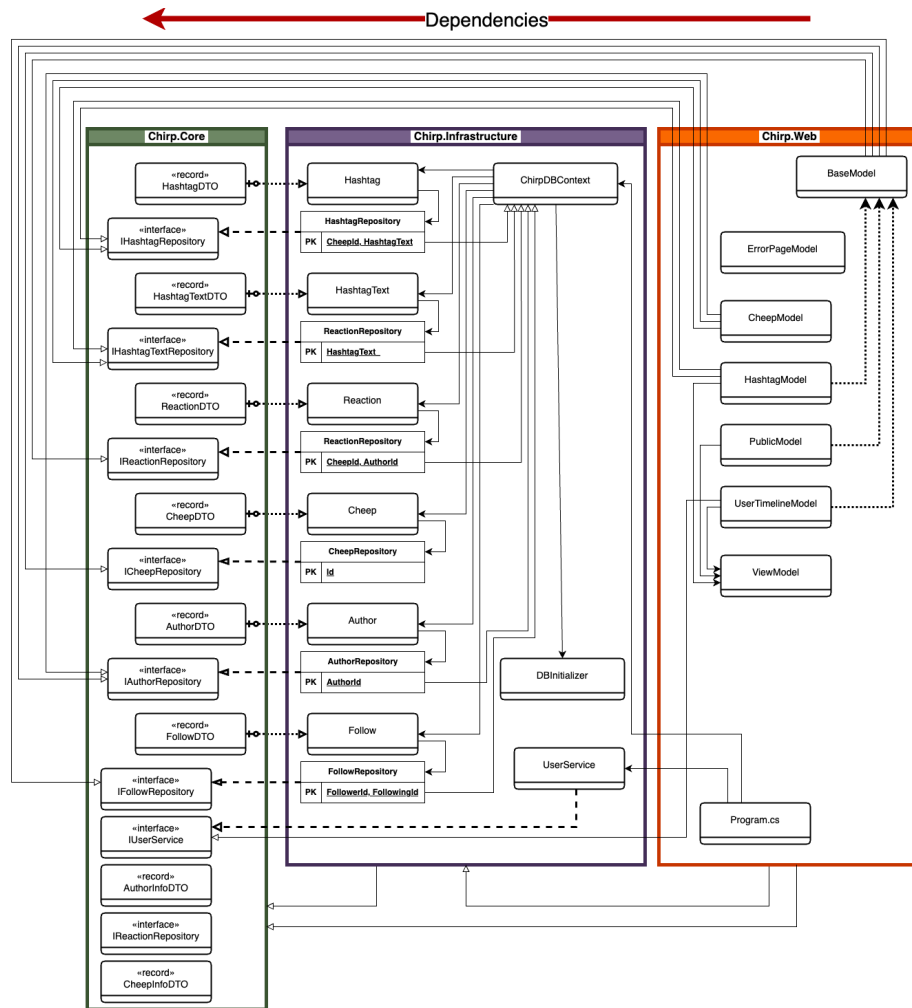 Dependencies
Chirp.Core
«record»
HashtagDTO
«interface»
IHashtagRepository
«record»
HashtagTextDTO
«interface»
IHashtagTextRepository
«record»
ReactionDTO
«interface»
IReactionRepository
«record»
CheepDTO
«interface»
ICheepRepository
«record»
AuthorDTO
«interface»
IAuthorRepository
«record»
FollowDTO
«interface»
IFollowRepository
«interface»
IUserService
«record»
AuthorInfoDTO
«interface»
IReactionRepository
«record»
CheepInfoDTO
Chirp.Infrastructure
Hashtag
ChirpDBContext
HashtagRepository
PK CheepId, HashtagText
HashtagText
ReactionRepository
PK HashtagText_
Reaction
ReactionRepository
PK CheepId, AuthorId
Cheep
CheepRepository
PK Id
Author
AuthorRepository
PK AuthorId
DBInitializer
Follow
FollowRepository
PK FollowerId, FollowingId
UserService
Chirp.Web
BaseModel
ErrorPageModel
CheepModel
HashtagModel
PublicModel
UserTimelineModel
ViewModel
Program.cs